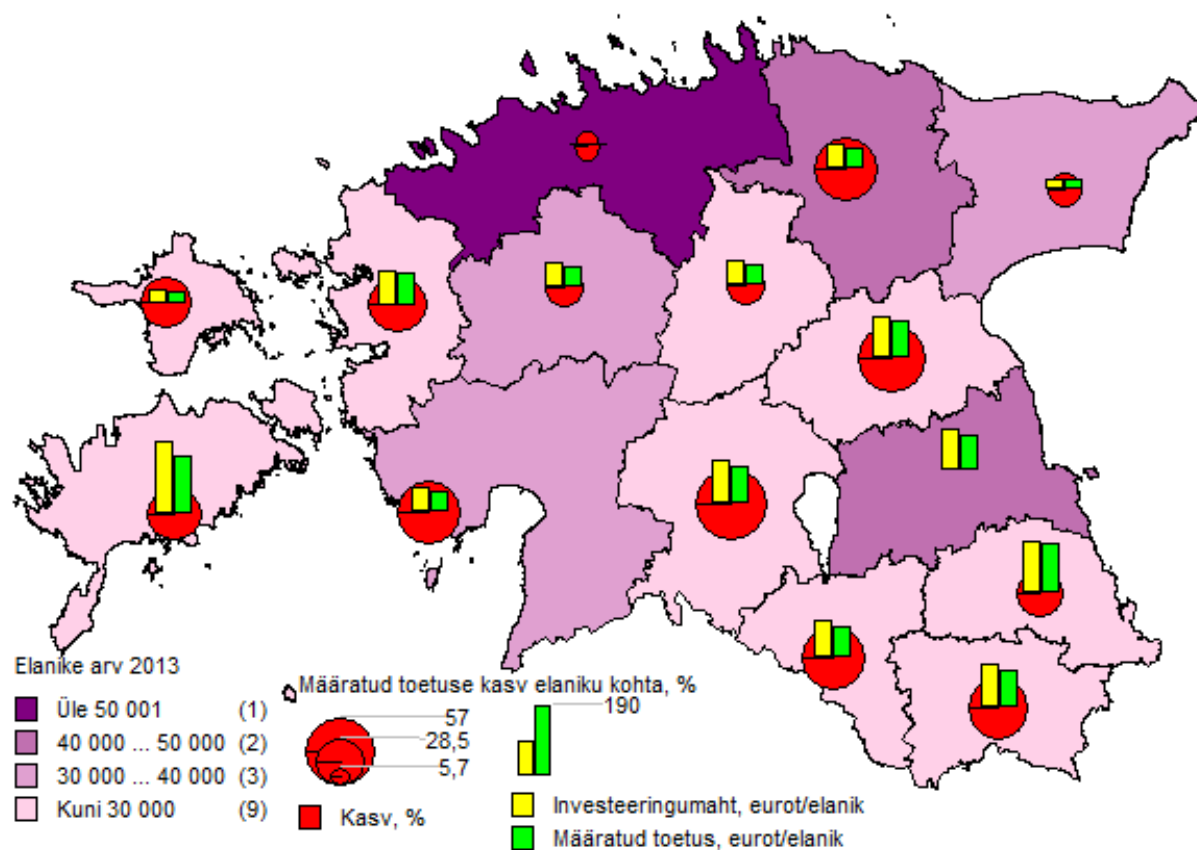 Elanike arv 2013
Üle 50 001 (1)
40 000 ... 50 000 (2)
30 000 ... 40 000 (3)
Kuni 30 000 (9)
Määratud toetuse kasv elaniku kohta, %
57
28,5
5,7
Kasv, %
190
Investeeringumaht, eurot/elanik
Määratud toetus, eurot/elanik